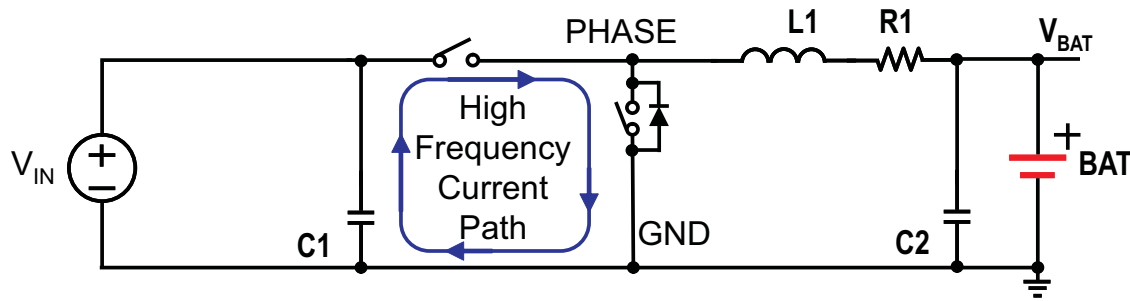 PHASE
L1
R1
VBAT
High
Frequency
Current
Path
VIN
+
−
C1
GND
C2
+
BAT